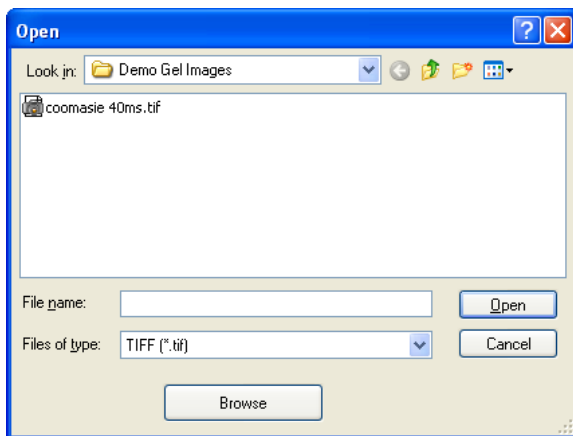 Open
Look in: Demo Gel Images
coomasie 40ms.tif
File name: Open
Files of type: TIFF (*.tif) Cancel
Browse